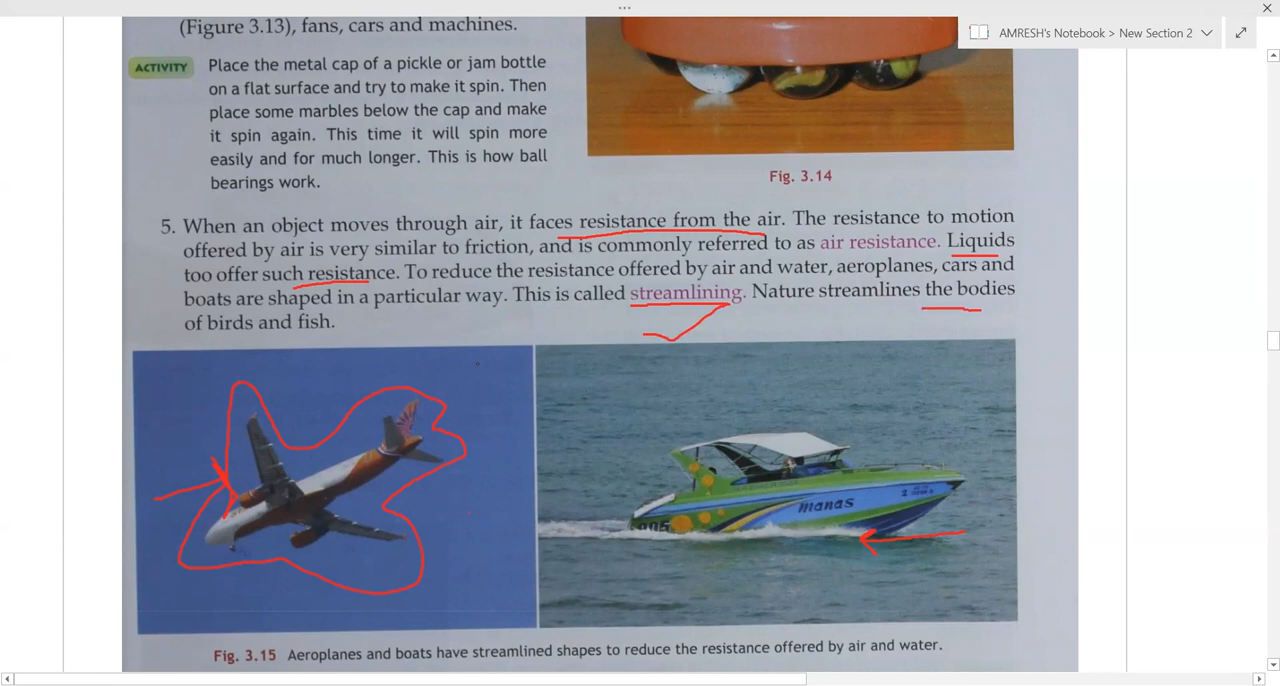 (Figure 3.13), fans, cars and machines.
AMRESH's Notebook > New Section 2
ACTIVITY
Place the metal cap of a pickle or jam bottle
on a flat surface and try to make it spin. Then
place some marbles below the cap and make
it spin again. This time it will spin more
easily and for much longer. This is how ball
bearings work.
Fig. 3.14
5. When an object moves through air, it faces resistance from the air. The resistance to motion
offered by air is very similar to friction, and is commonly referred to as air resistance. Liquids
too offer such resistance. To reduce the resistance offered by air and water, aeroplanes, cars and
boats are shaped in a particular way. This is called streamlining. Nature streamlines the bodies
of birds and fish.
manas
Fig. 3.15 Aeroplanes and boats have streamlined shapes to reduce the resistance offered by air and water.